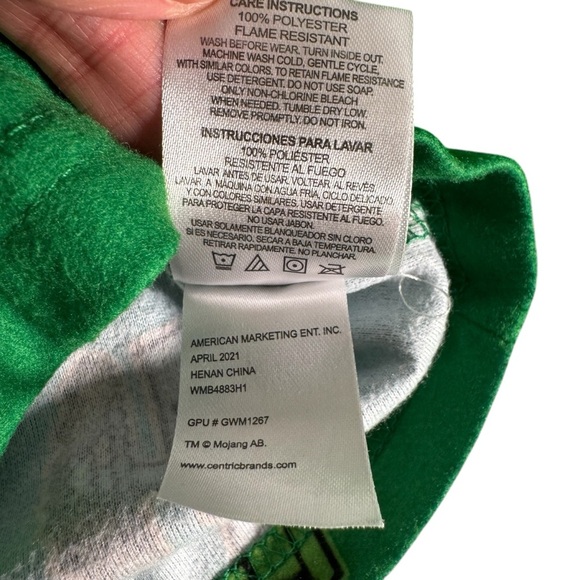 CARE INSTRUCTIONS
100% POLYESTER
FLAME RESISTANT
WASH BEFORE WEAR. TURN INSIDE OUT.
MACHINE WASH COLD, GENTLE CYCLE,
WITH SIMILAR COLORS. TO RETAIN FLAME RESISTANCE
USE DETERGENT. DO NOT USE SOAP.
ONLY NON-CHLORINE BLEACH
WHEN NEEDED. TUMBLE DRY LOW.
REMOVE PROMPTLY. DO NOT IRON.
INSTRUCCIONES PARA LAVAR
100% POLIÉSTER
RESISTENTE AL FUEGO
LAVAR ANTES DE USAR. VOLTEAR AL REVÉS
LAVAR A MÁQUINA CON AGUA FRÍA, CICLO DELICADO
Y CON COLORES SIMILARES. USAR DETERGENTE
PARA PROTEGER LA CAPA RESISTENTE AL FUEGO.
NO USAR JABON.
USAR SOLAMENTE BLANQUEADOR SIN CLORO
SI ES NECESARIO. SECAR A BAJA TEMPERATURA.
RETIRAR RAPIDAMENTE. NO PLANCHAR.
AMERICAN MARKETING ENT. INC.
APRIL 2021
HENAN CHINA
WMB4883H1
GPU # GWM1267
TM © Mojang AB.
www.centricbrands.com